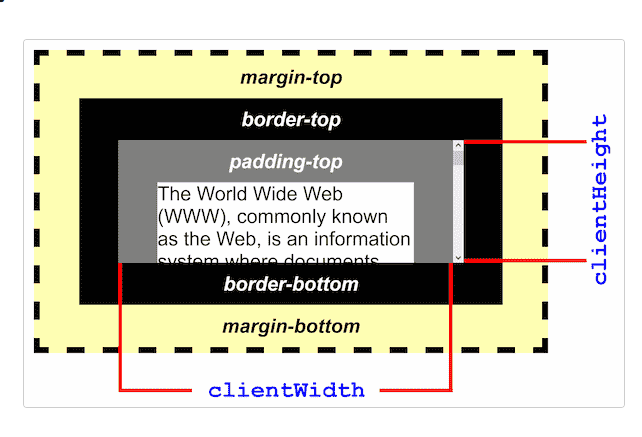 margin-top
border-top
padding-top
The World Wide Web
(WWW), commonly known
as the Web, is an information
system where documents
border-bottom
margin-bottom
clientWidth
clientHeight